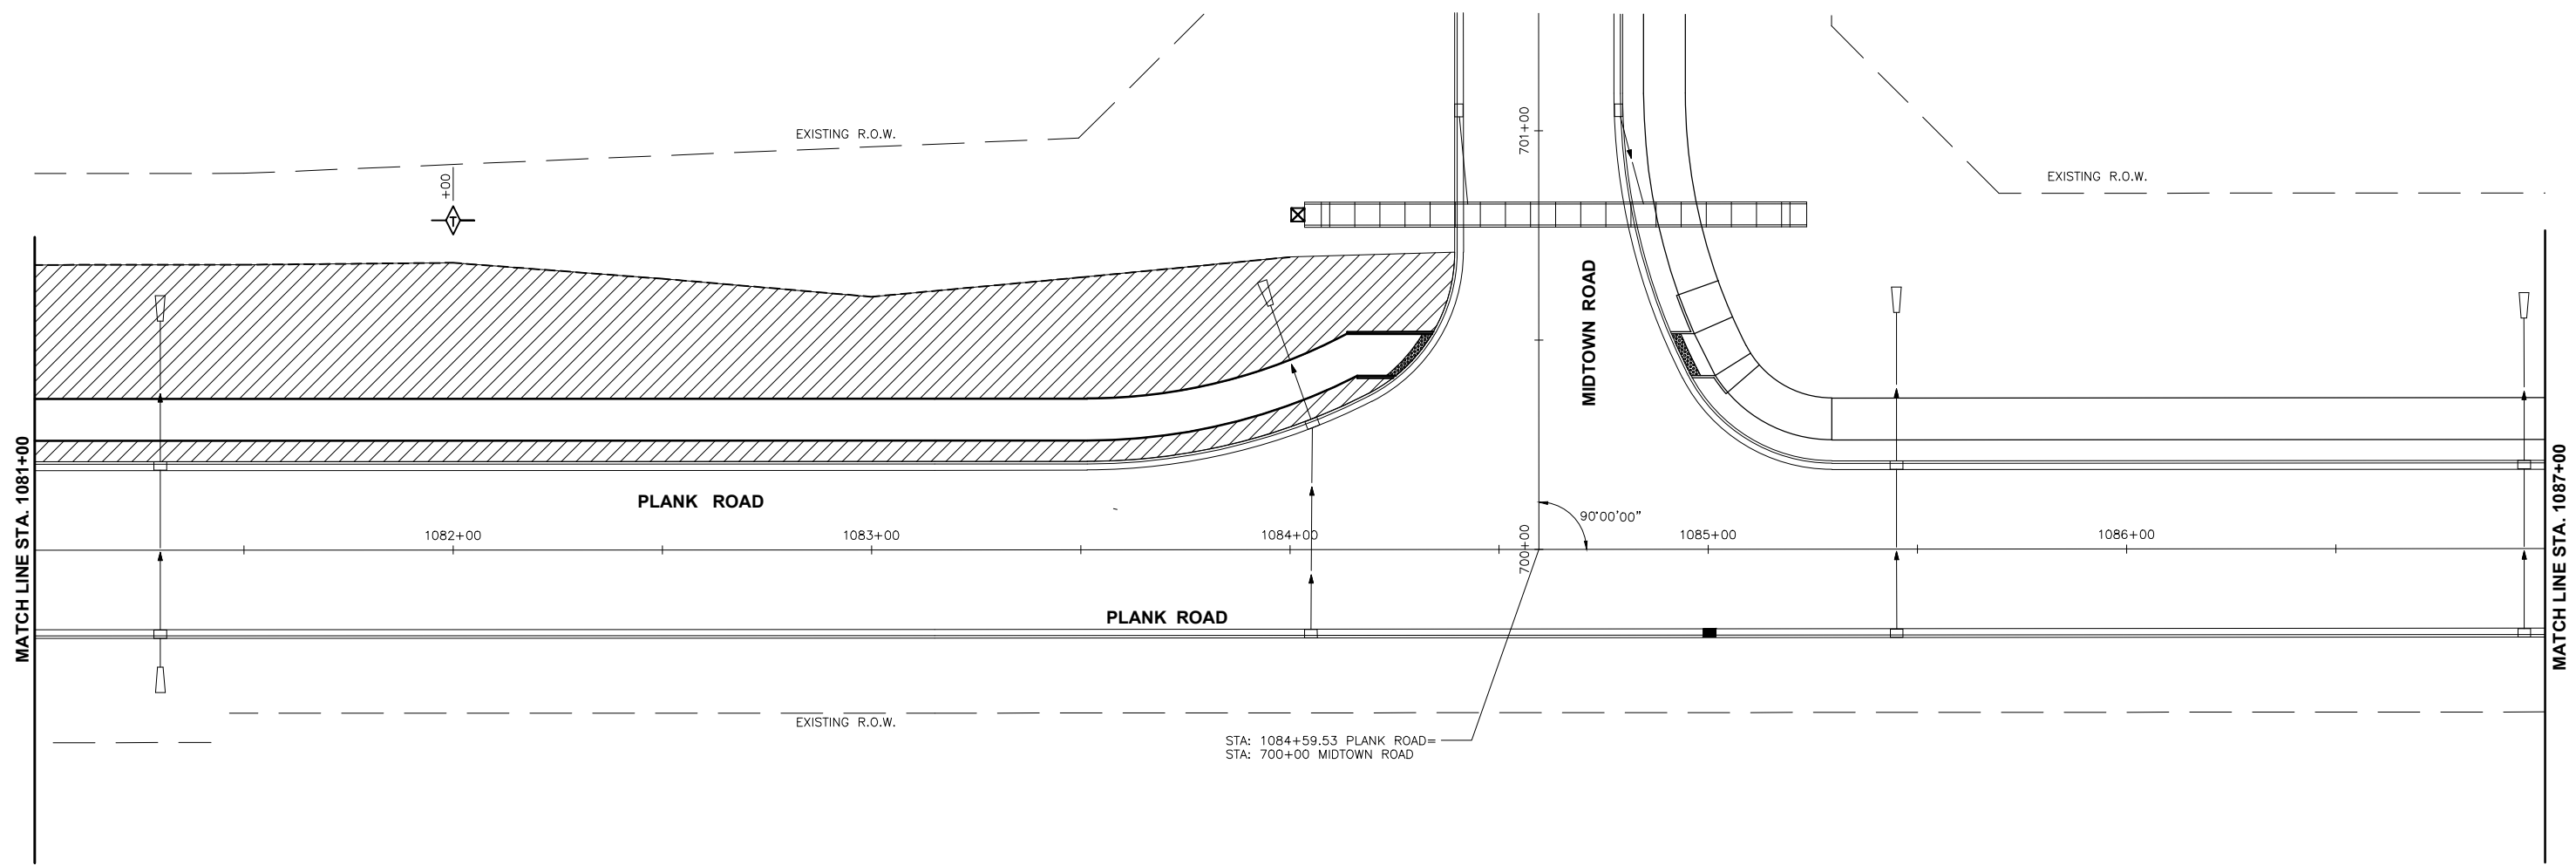 EXISTING R.O.W.
701+00
+00
EXISTING R.O.W.
T
MIDTOWN ROAD
MATCH LINE STA. 1081+00
MATCH LINE STA. 1087+00
PLANK ROAD
90°00'00"
1082+00
1083+00
1084+00
700+00
1085+00
1086+00
PLANK ROAD
EXISTING R.O.W.
STA: 1084+59.53 PLANK ROAD=
STA: 700+00 MIDTOWN ROAD